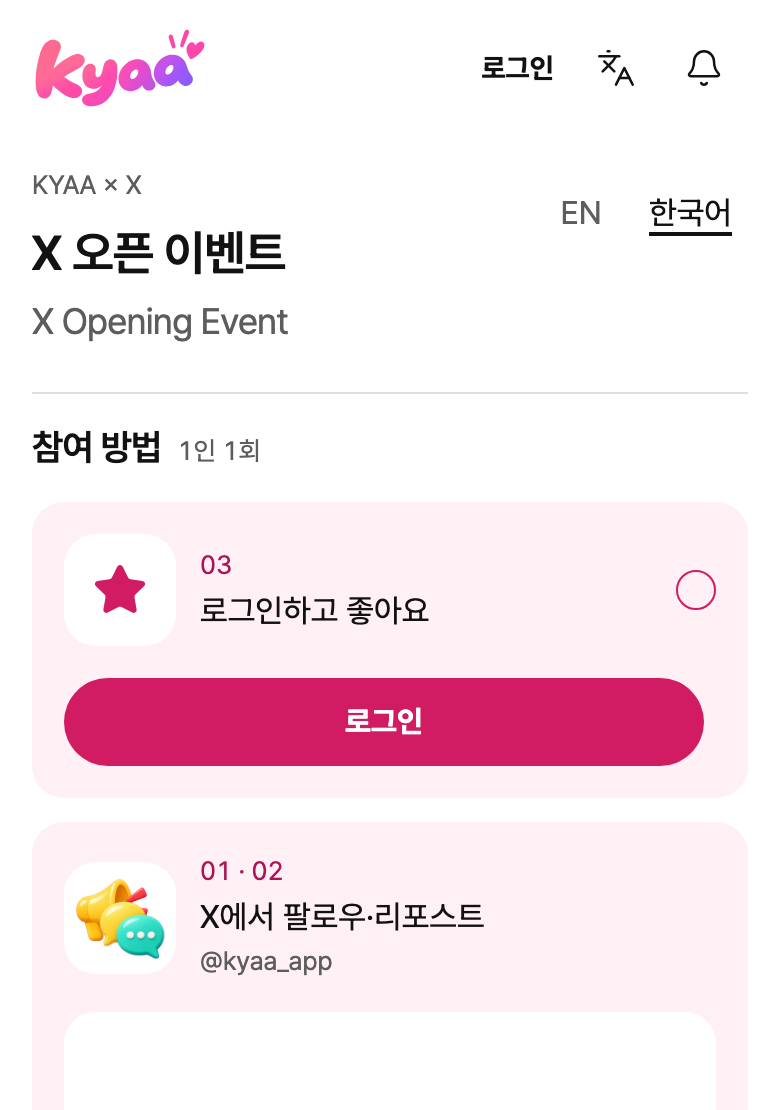 kyaa
로그인
KYAA × X
EN 한국어
X 오픈 이벤트
X Opening Event
참여 방법 1인 1회
03
로그인하고 좋아요
로그인
01 · 02
X에서 팔로우·리포스트
@kyaa_app